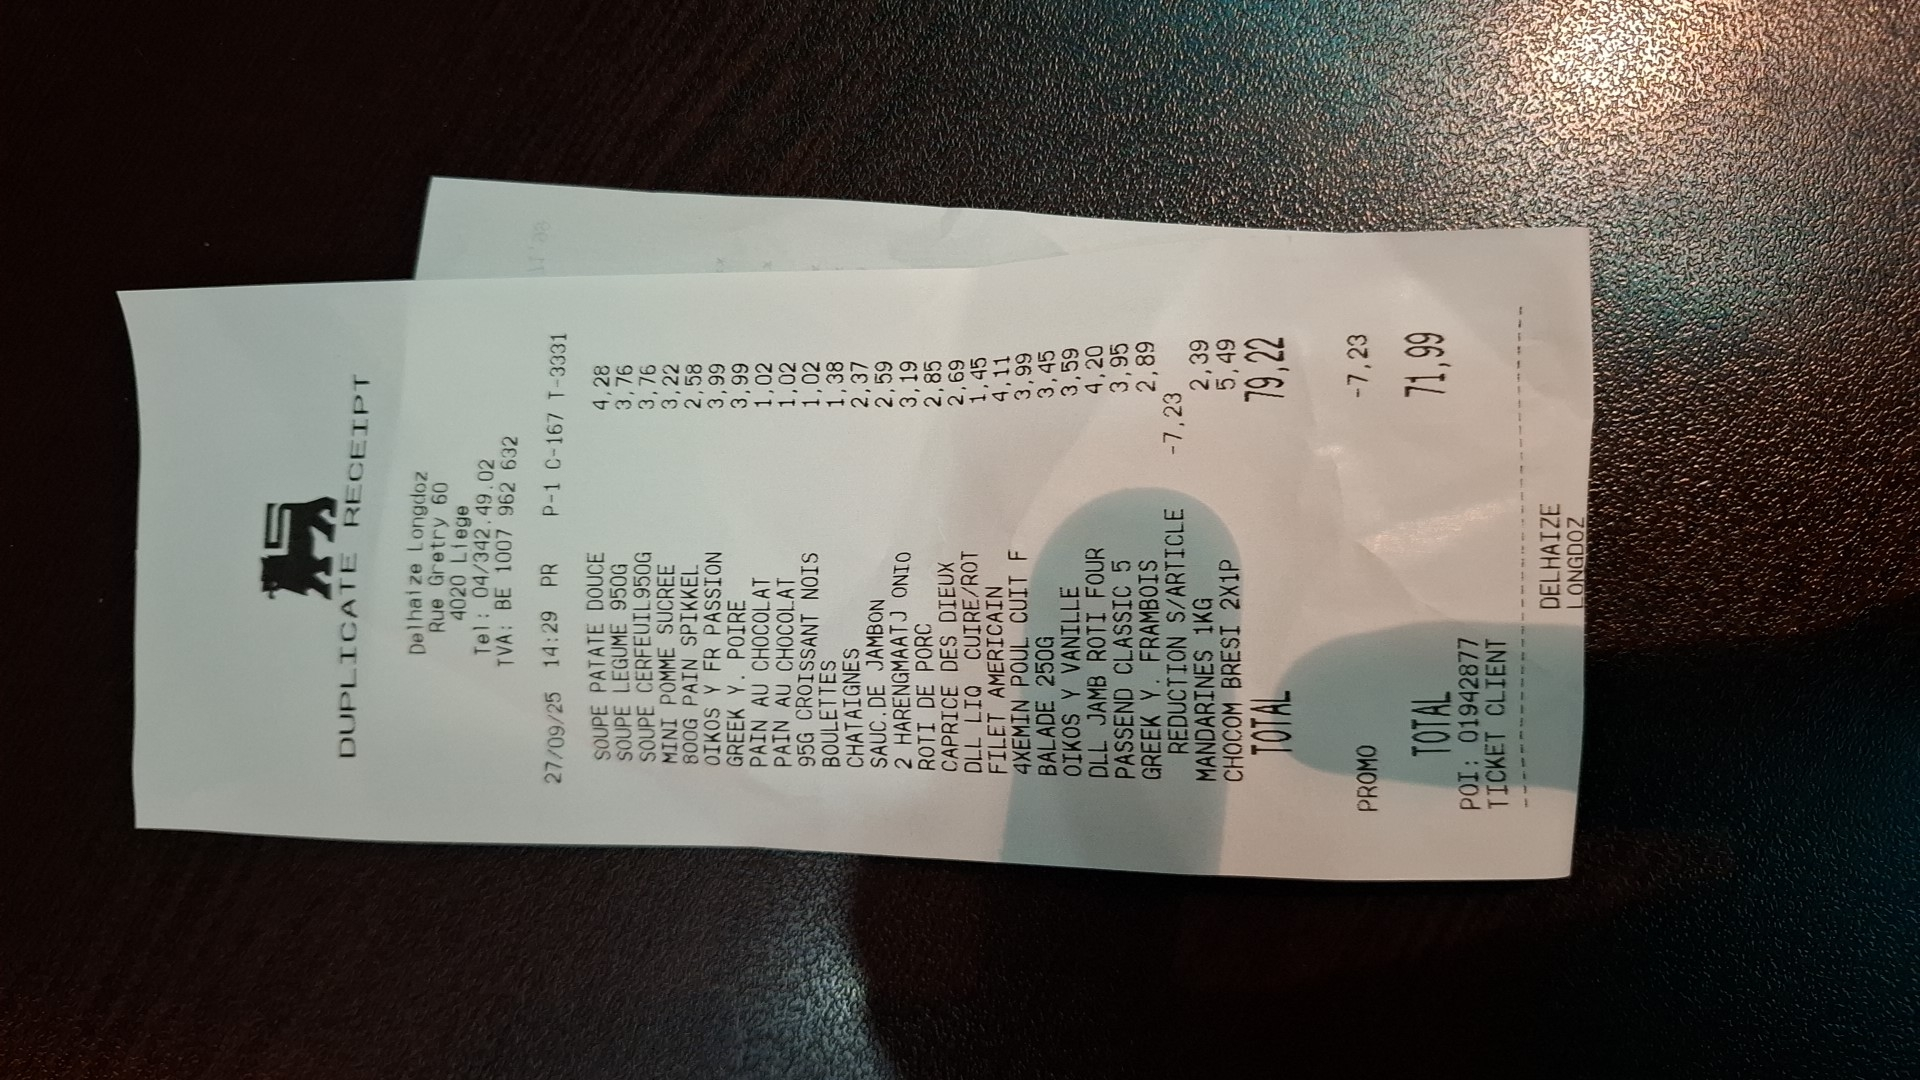 DUPLICATE RECEIPT
Delhaize Longdoz
Rue Gretry 60
4020 Liege
Tel: 04/342.49.02
TVA: BE 1007 962 632
27/09/25 14:29 PR P-1 C-167 T-3331
SOUPE PATATE DOUCE 4,28
SOUPE LEGUME 950G 3,76
SOUPE CERFEUIL950G 3,76
MINI POMME SUCREE 3,22
800G PAIN SPIKKEL 2,58
OIKOS Y FR PASSION 3,99
GREEK Y. POIRE 3,99
PAIN AU CHOCOLAT 1,02
PAIN AU CHOCOLAT 1,02
95G CROISSANT NOIS 1,02
BOULETTES 1,38
CHATAIGNES 2,37
SAUC.DE JAMBON 2,59
2 HARENGMAATJ ONIO 3,19
ROTI DE PORC 2,85
CAPRICE DES DIEUX 2,69
DLL LIQ CUIRE/ROT 1,45
FILET AMERICAIN 4,11
4XEMIN POUL CUIT F 3,99
BALADE 250G 3,45
OIKOS Y VANILLE 3,59
DLL JAMB ROTI FOUR 4,20
PASSEND CLASSIC 5 3,95
GREEK Y. FRAMBOIS 2,89
REDUCTION S/ARTICLE -7,23
MANDARINES 1KG 2,39
CHOCOM BRESI 2X1P 5,49
TOTAL 79,22
PROMO -7,23
TOTAL 71,99
POI: 01942877
TICKET CLIENT
--------------------------------
DELHAIZE
LONGDOZ